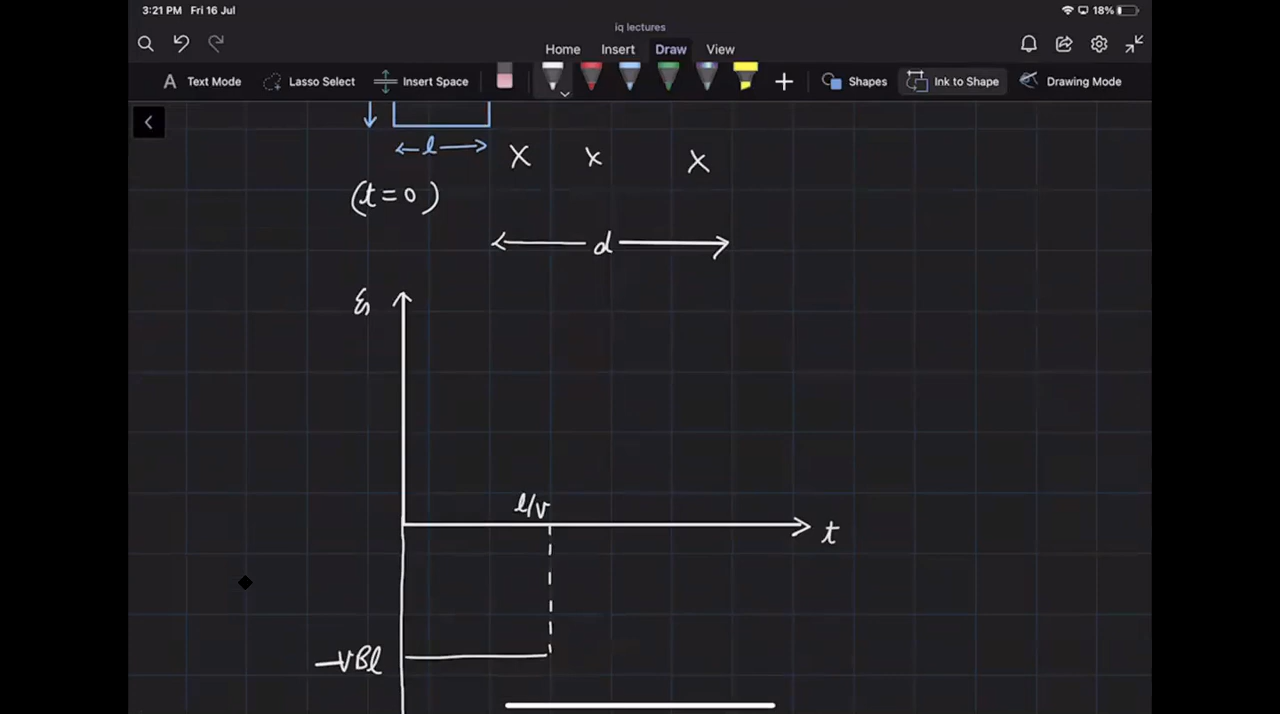 3:21 PM Fri 16 Jul
18%
iq lectures
Home Insert Draw View
Text Mode Lasso Select Insert Space Shapes Ink to Shape Drawing Mode
l
X X X
(t=0)
d
l/v
t
-VBl